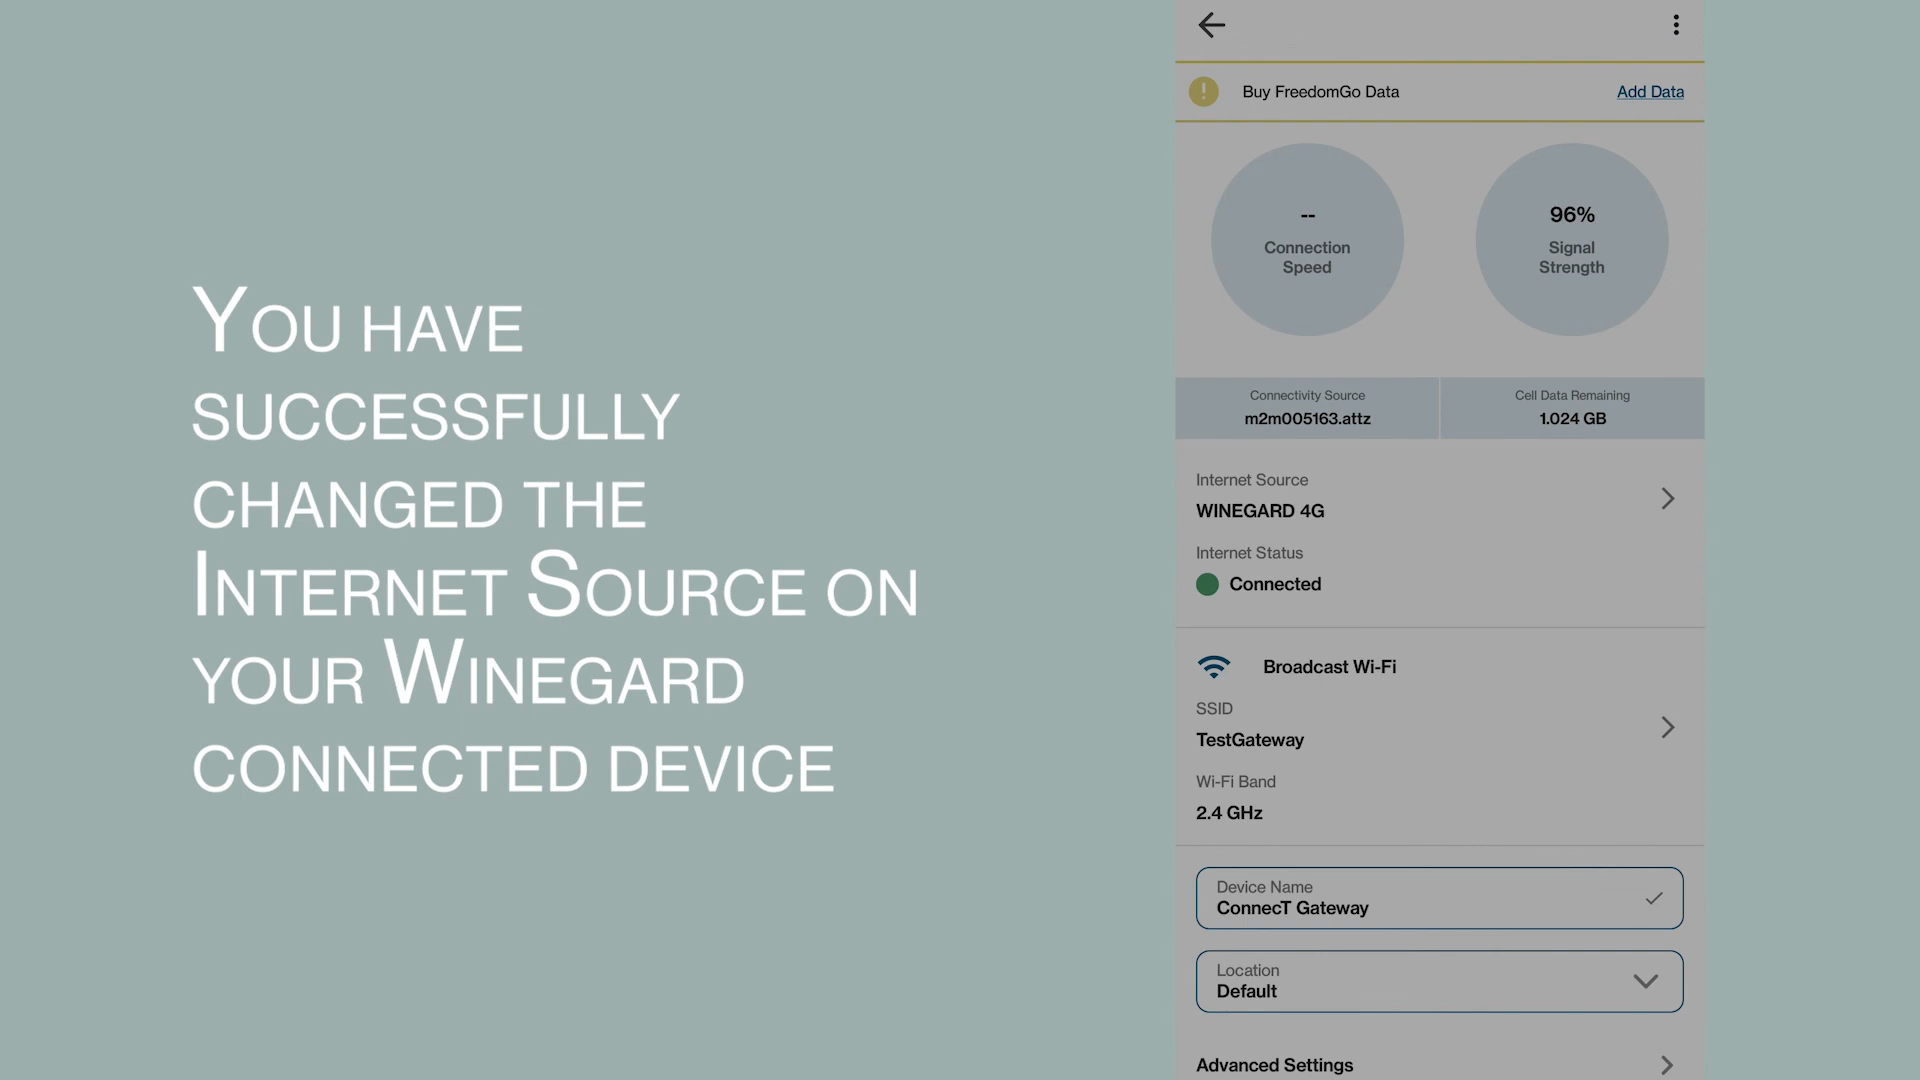 You have
successfully
changed the
Internet Source on
your Winegard
connected device
Buy FreedomGo Data
Add Data
--
Connection
Speed
96%
Signal
Strength
Connectivity Source
m2m005163.attz
Cell Data Remaining
1.024 GB
Internet Source
WINEGARD 4G
Internet Status
Connected
Broadcast Wi-Fi
SSID
TestGateway
Wi-Fi Band
2.4 GHz
Device Name
ConnecT Gateway
Location
Default
Advanced Settings